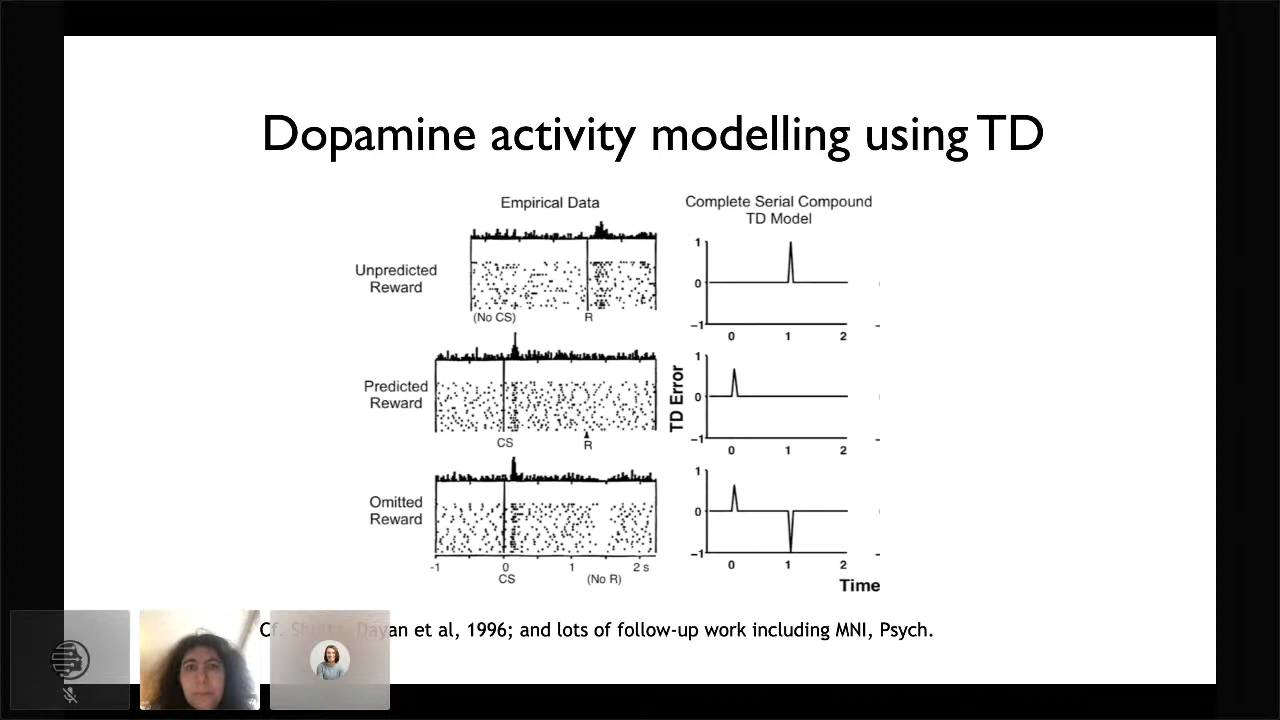 Dopamine activity modelling using TD
Empirical Data
Complete Serial Compound
TD Model
Unpredicted
Reward
(No CS)
R
1
0
−1
0 1 2
Predicted
Reward
CS
R
TD Error
1
0
−1
0 1 2
Omitted
Reward
-1 0 1 2 s
CS
(No R)
1
0
−1
0 1 2
Time
Cf. Dayan et al, 1996; and lots of follow-up work including MNI, Psych.